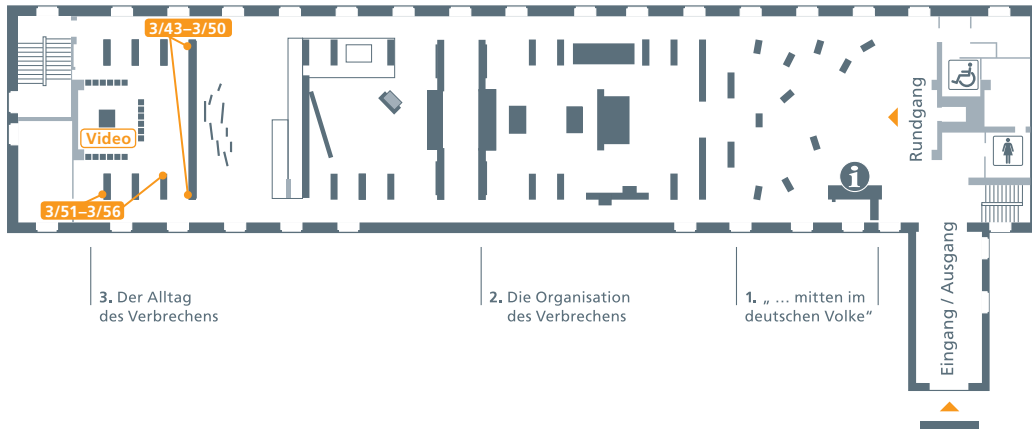 3/43–3/50
Video
3/51–3/56
Rundgang
i
3. Der Alltag
des Verbrechens
2. Die Organisation
des Verbrechens
1. „ … mitten im
deutschen Volke“
Eingang / Ausgang